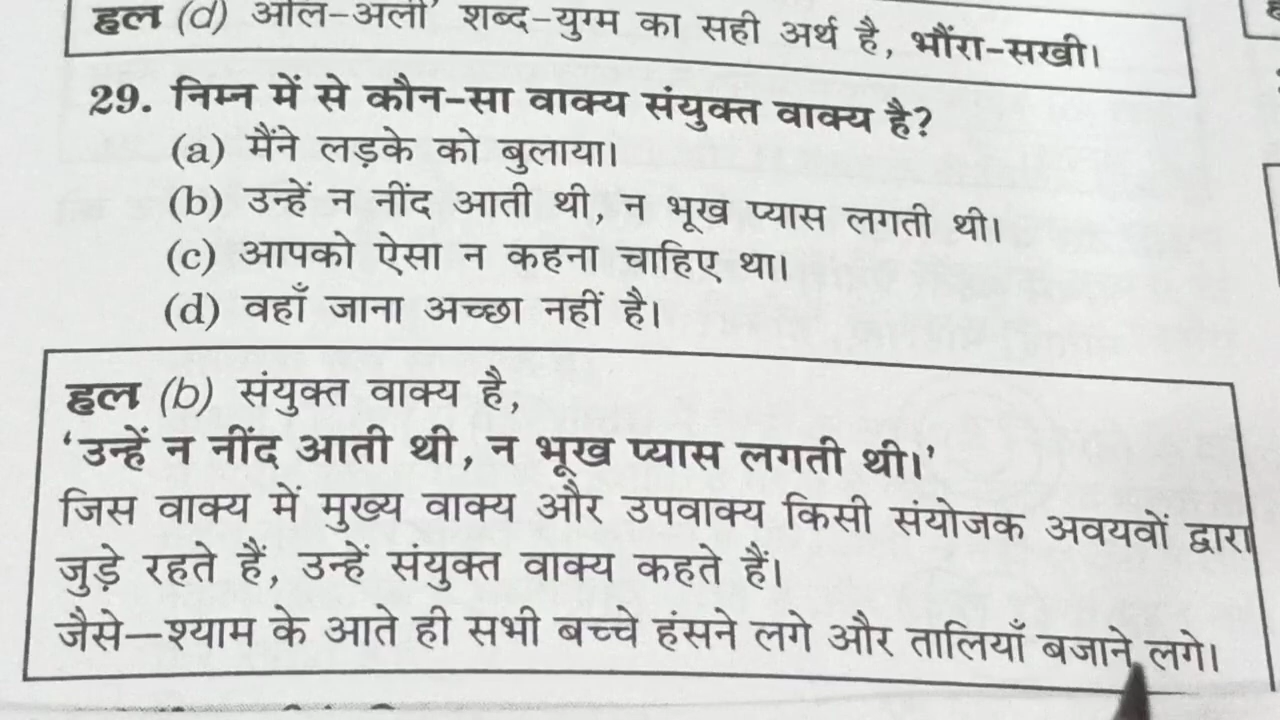 हल (d) अलि-अली' शब्द-युग्म का सही अर्थ है, भौंरा-सखी।
29. निम्न में से कौन-सा वाक्य संयुक्त वाक्य है?
(a) मैंने लड़के को बुलाया।
(b) उन्हें न नींद आती थी, न भूख प्यास लगती थी।
(c) आपको ऐसा न कहना चाहिए था।
(d) वहाँ जाना अच्छा नहीं है।
हल (b) संयुक्त वाक्य है,
'उन्हें न नींद आती थी, न भूख प्यास लगती थी।'
जिस वाक्य में मुख्य वाक्य और उपवाक्य किसी संयोजक अवयवों द्वारा
जुड़े रहते हैं, उन्हें संयुक्त वाक्य कहते हैं।
जैसे—श्याम के आते ही सभी बच्चे हंसने लगे और तालियाँ बजाने लगे।